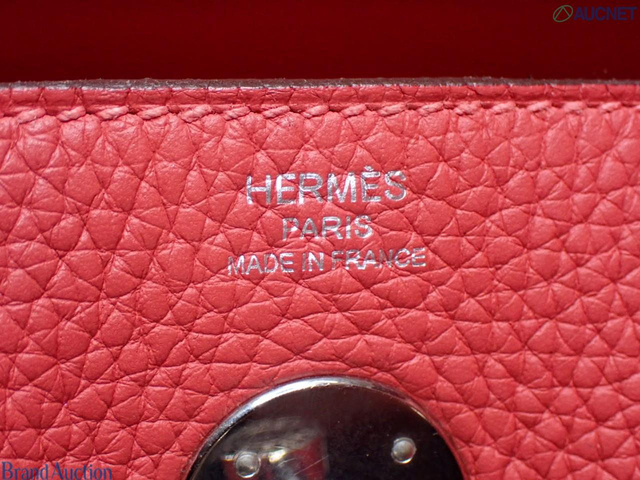 AUCNET
HERMÈS
PARIS
MADE IN FRANCE
Brand Auction